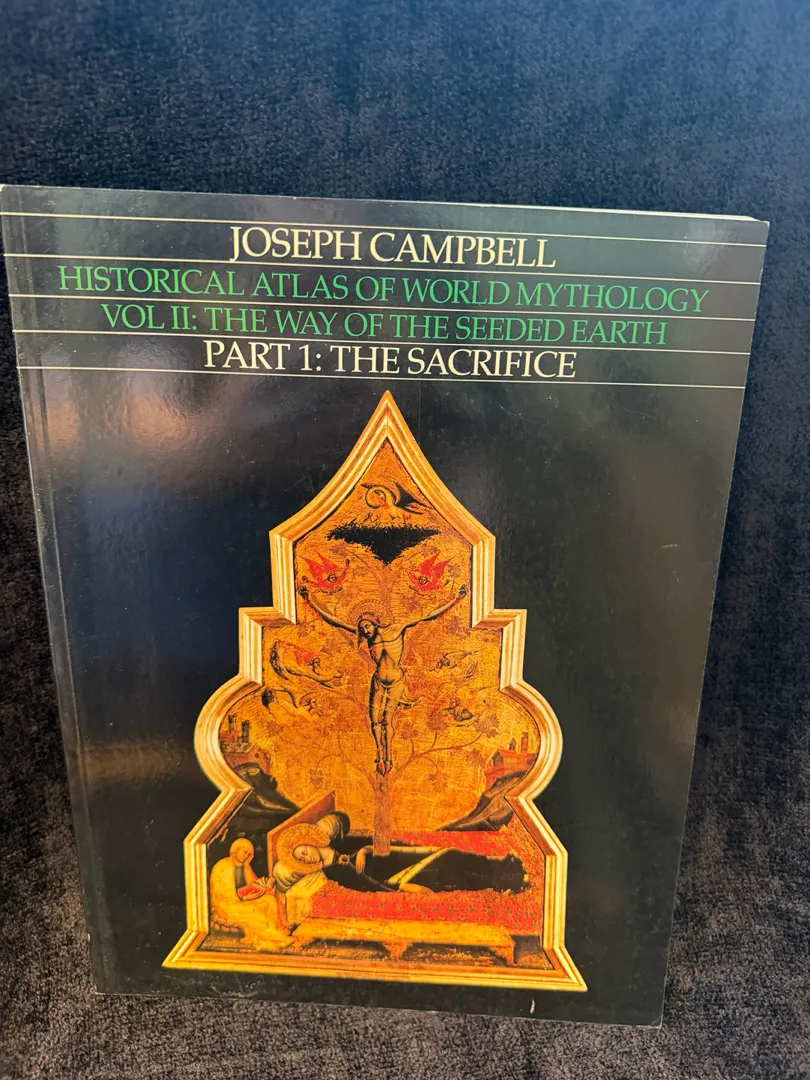 JOSEPH CAMPBELL
HISTORICAL ATLAS OF WORLD MYTHOLOGY
VOL II: THE WAY OF THE SEEDED EARTH
PART 1: THE SACRIFICE